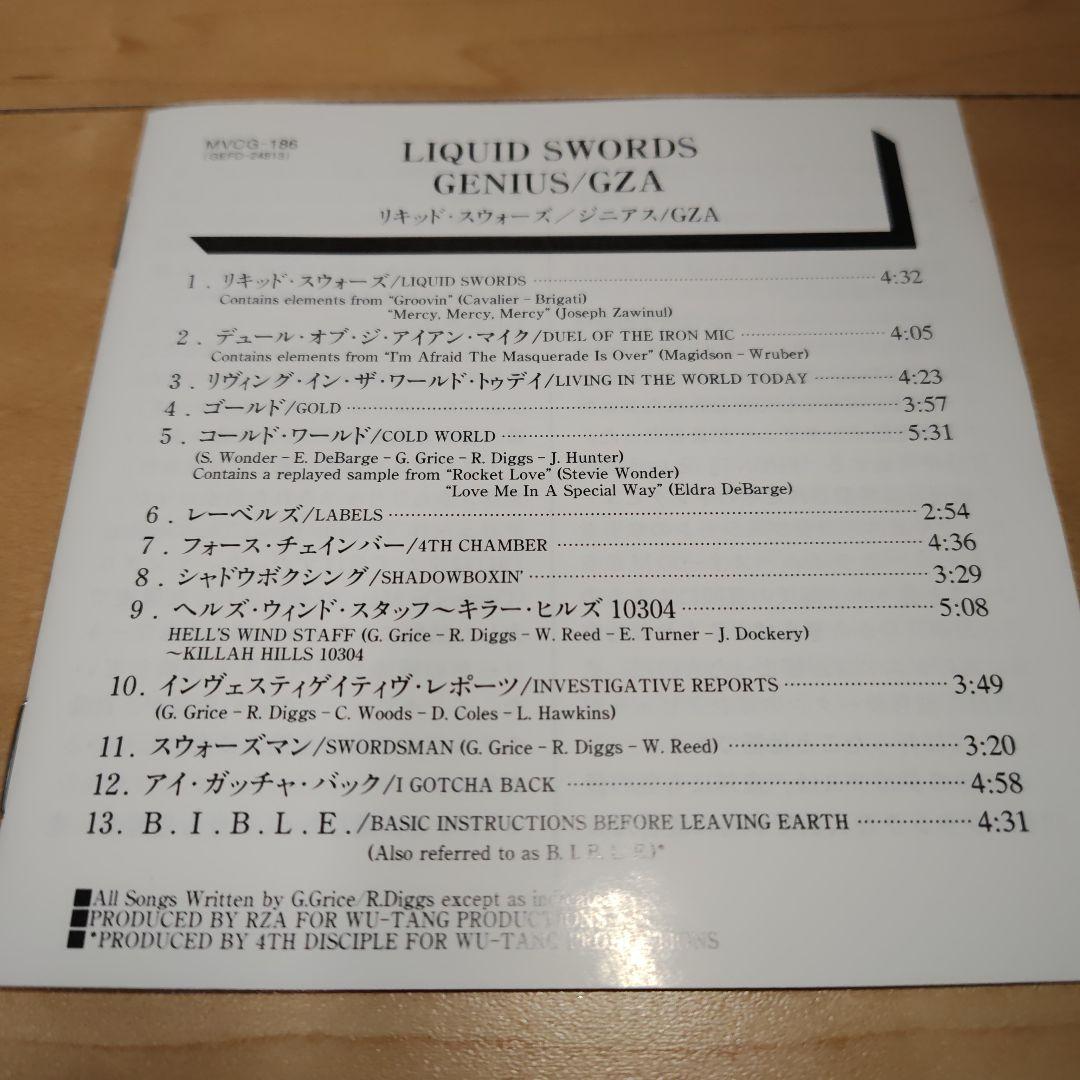 MVCG-186
(GEFD-24813)
LIQUID SWORDS
GENIUS/GZA
リキッド・スウォーズ/ジニアス/GZA
1. リキッド・スウォーズ/LIQUID SWORDS 4:32
Contains elements from "Groovin" (Cavalier - Brigati)
"Mercy, Mercy, Mercy" (Joseph Zawinul)
2. デュール・オブ・ジ・アイアン・マイク/DUEL OF THE IRON MIC 4:05
Contains elements from "I'm Afraid The Masquerade Is Over" (Magidson - Wruber)
3. リヴィング・イン・ザ・ワールド・トゥデイ/LIVING IN THE WORLD TODAY 4:23
4. ゴールド/GOLD 3:57
5. コールド・ワールド/COLD WORLD 5:31
(S. Wonder - E. DeBarge - G. Grice - R. Diggs - J. Hunter)
Contains a replayed sample from "Rocket Love" (Stevie Wonder)
"Love Me In A Special Way" (Eldra DeBarge)
6. レーベルズ/LABELS 2:54
7. フォース・チェインバー/4TH CHAMBER 4:36
8. シャドウボクシング/SHADOWBOXIN' 3:29
9. ヘルズ・ウィンド・スタッフ～キラー・ヒルズ 10304 5:08
HELL'S WIND STAFF (G. Grice - R. Diggs - W. Reed - E. Turner - J. Dockery)
～KILLAH HILLS 10304
10. インヴェスティゲイティヴ・レポーツ/INVESTIGATIVE REPORTS 3:49
(G. Grice - R. Diggs - C. Woods - D. Coles - L. Hawkins)
11. スウォーズマン/SWORDSMAN (G. Grice - R. Diggs - W. Reed) 3:20
12. アイ・ガッチャ・バック/I GOTCHA BACK 4:58
13. B.I.B.L.E./BASIC INSTRUCTIONS BEFORE LEAVING EARTH 4:31
(Also referred to as B. I. B. L. E.)*
■All Songs Written by G.Grice/R.Diggs except as
■PRODUCED BY RZA FOR WU-TANG PRODUCTIONS
■*PRODUCED BY 4TH DISCIPLE FOR WU-TANG PRODUCTIONS